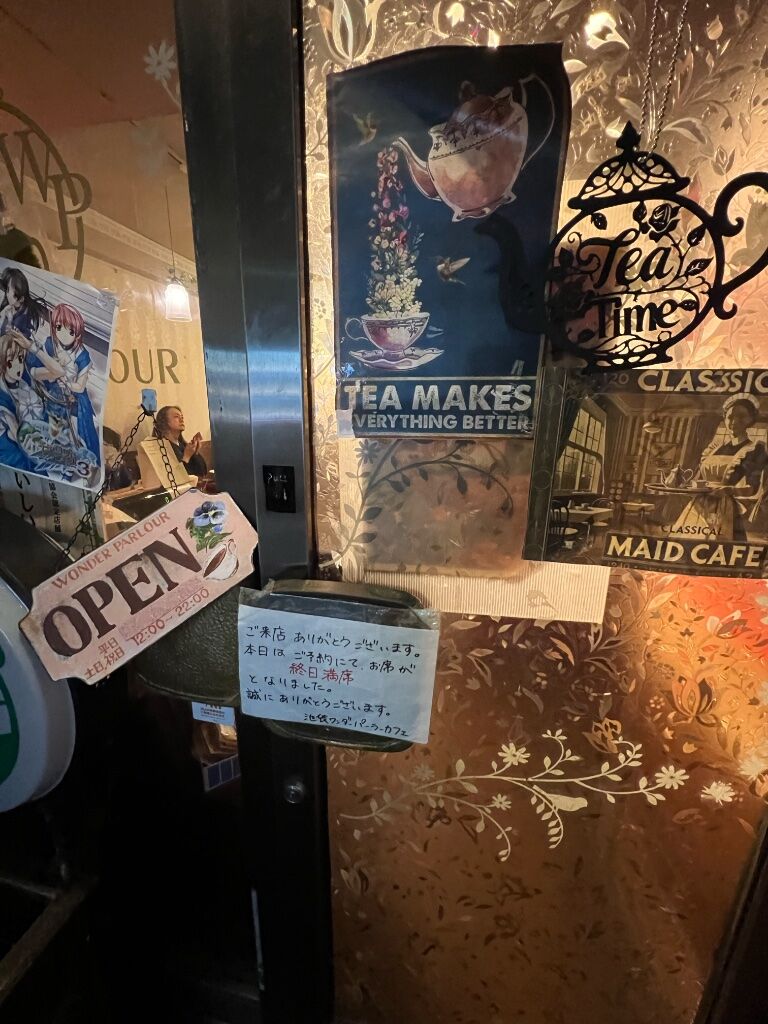 WP
OUR
TEA MAKES
VERYTHING BETTER
Tea
Time
CLASSSIC
CLASSICAL
MAID CAFE
PULL
WONDER PARLOUR
OPEN
平日
土日,祝日
12:00~22:00
ご来店 ありがとうございます。
本日は ご予約にて、お席が
終日満席
となりました。
誠に ありがとうございます。
池袋ワンダーパーラーカフェ